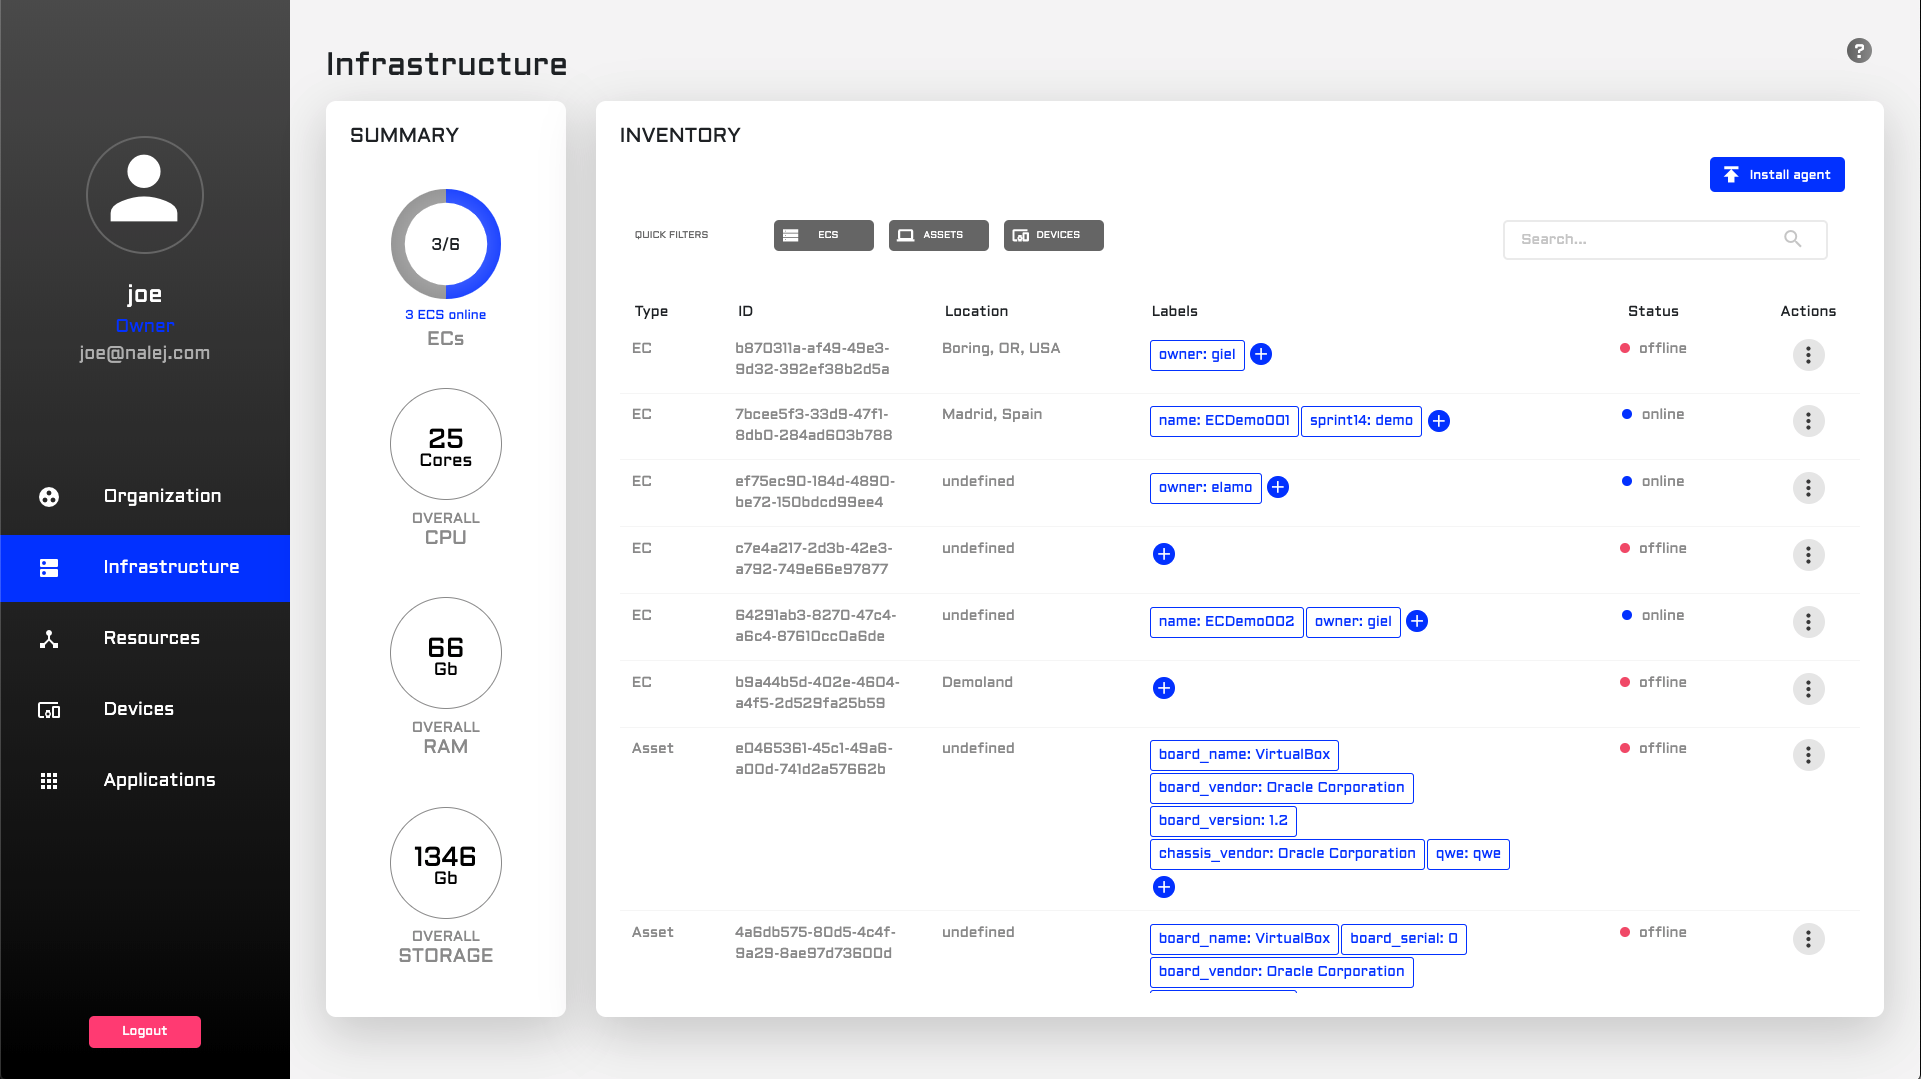 joe
Owner
joe@nalej.com
Organization
Infrastructure
Resources
Devices
Applications
Logout
Infrastructure
?
SUMMARY
3/6
3 ECS online
ECs
25
Cores
OVERALL
CPU
66
Gb
OVERALL
RAM
1346
Gb
OVERALL
STORAGE
INVENTORY
Install agent
QUICK FILTERS ECS ASSETS DEVICES Search...
Type ID Location Labels Status Actions
EC b870311a-af49-49e3- Boring, OR, USA owner: giel offline
9d32-392ef38b2d5a
EC 7bcee5f3-33d9-47f1- Madrid, Spain name: ECDemo001 sprint14: demo online
8db0-284ad603b788
EC ef75ec90-184d-4890- undefined owner: elamo online
be72-150bdcd99ee4
EC c7e4a217-2d3b-42e3- undefined offline
a792-749e66e97877
EC 64291ab3-8270-47c4- undefined name: ECDemo002 owner: giel online
a6c4-87610cc0a6de
EC b9a44b5d-402e-4604- Demoland offline
a4f5-2d529fa25b59
Asset e0465361-45c1-49a6- undefined board_name: VirtualBox offline
a00d-741d2a57662b
board_vendor: Oracle Corporation
board_version: 1.2
chassis_vendor: Oracle Corporation qwe: qwe
Asset 4a6db575-80d5-4c4f- undefined board_name: VirtualBox board_serial: 0 offline
9a29-8ae97d73600d
board_vendor: Oracle Corporation